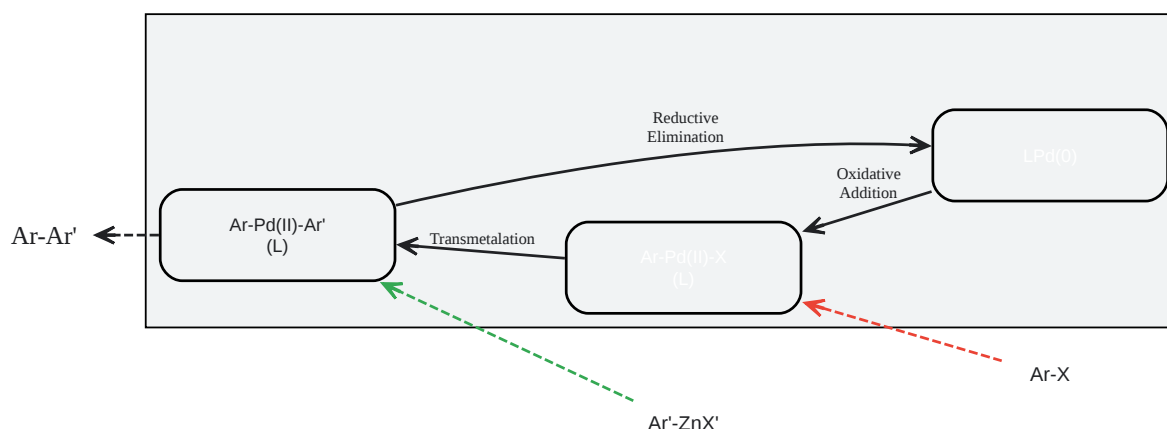 Reductive
Elimination
LPd(0)
Oxidative
Addition
Ar-Pd(II)-Ar'
(L)
Ar-Ar'
Transmetalation
Ar-Pd(II)-X
(L)
Ar-X
Ar'-ZnX'